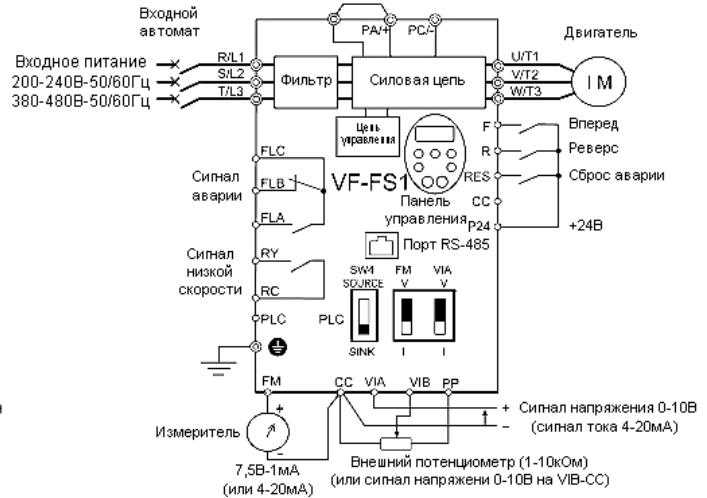 Входной
автомат
PA/+ PC/-
Двигатель
Входное питание
200-240В-50/60Гц
380-480В-50/60Гц
R/L1
S/L2
T/L3
Фильтр
Силовая цепь
U/T1
V/T2
W/T3
I M
Цепь
управления
F
Вперед
R
Реверс
RES
Сброс аварии
CC
P24
+24В
Сигнал
аварии
FLC
FLB
FLA
VF-FS1
Панель
управления
Порт RS-485
Сигнал
низкой
скорости
RY
RC
PLC
PLC
SW4
SOURCE
SINK
FM
V
I
VIA
V
I
FM CC VIA VIB PP
Измеритель
+
−
7,5В-1мА
(или 4-20мА)
+ Сигнал напряжения 0-10В
− (сигнал тока 4-20мА)
Внешний потенциометр (1-10кОм)
(или сигнал напряжени 0-10В на VIB-CC)